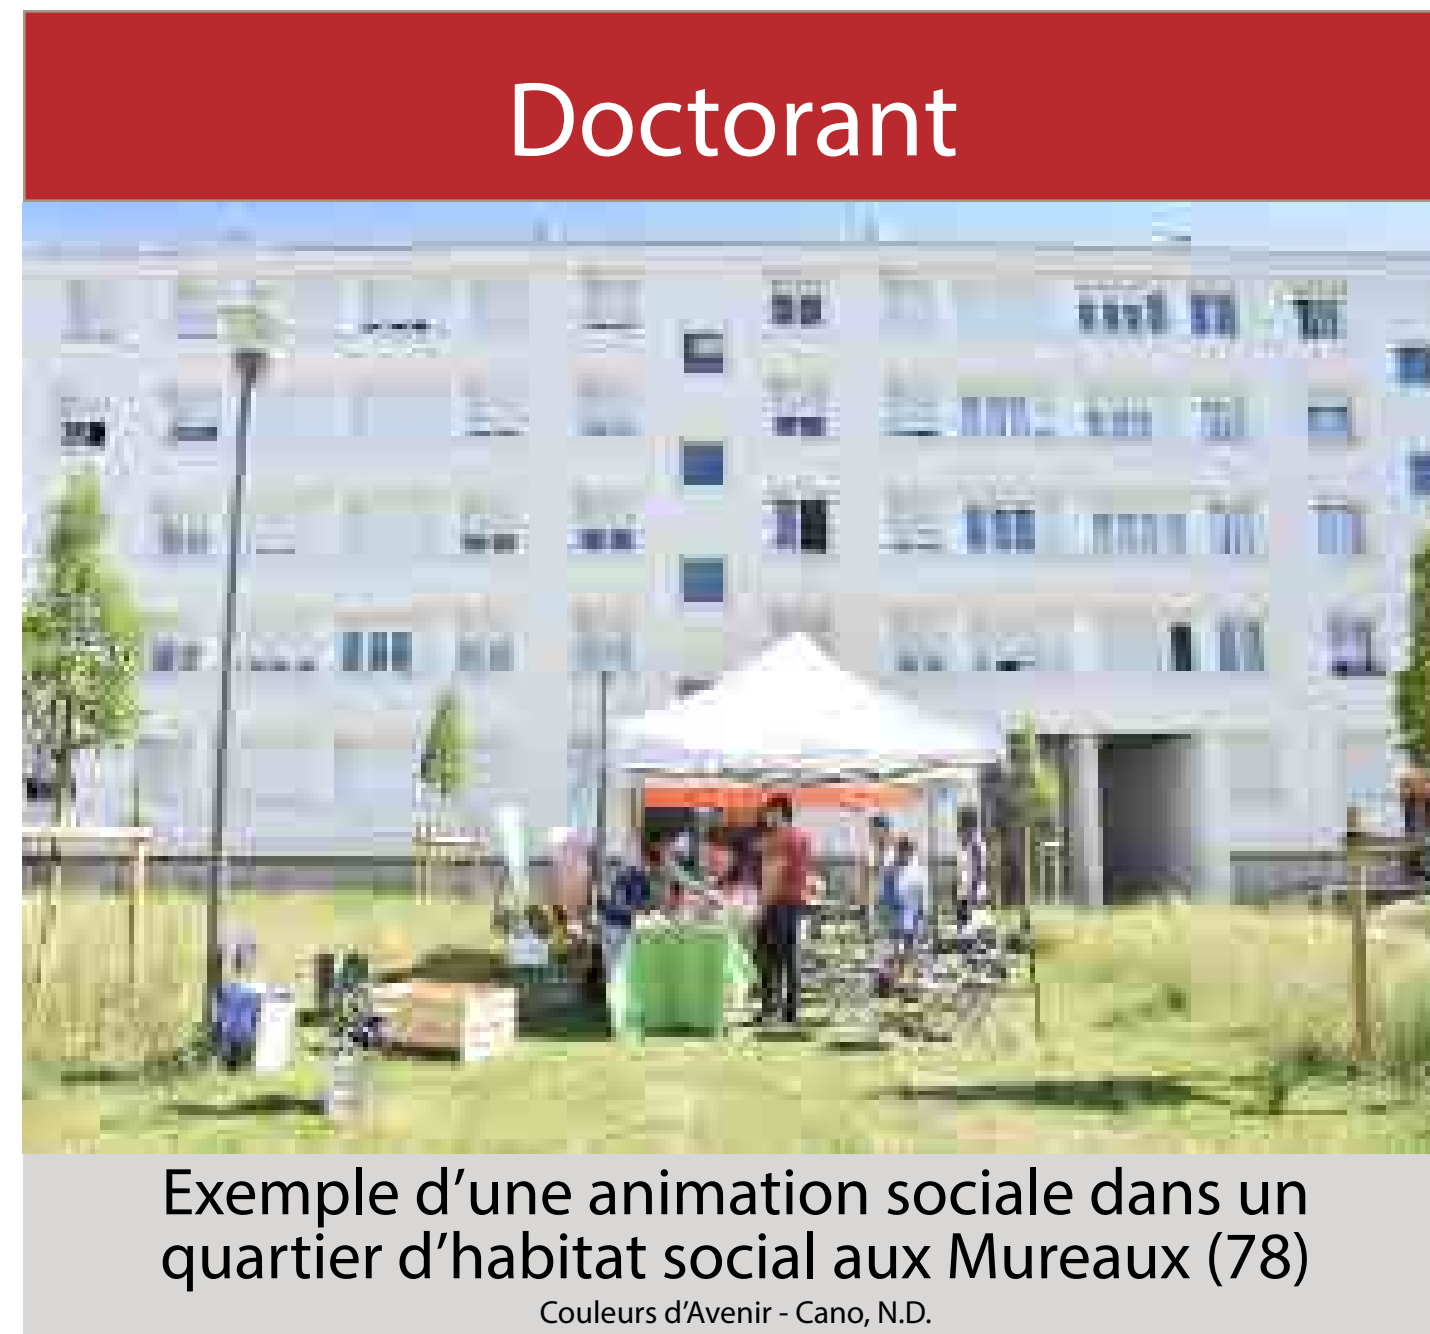 Doctorant
Exemple d’une animation sociale dans un
quartier d’habitat social aux Mureaux (78)
Couleurs d’Avenir - Cano, N.D.